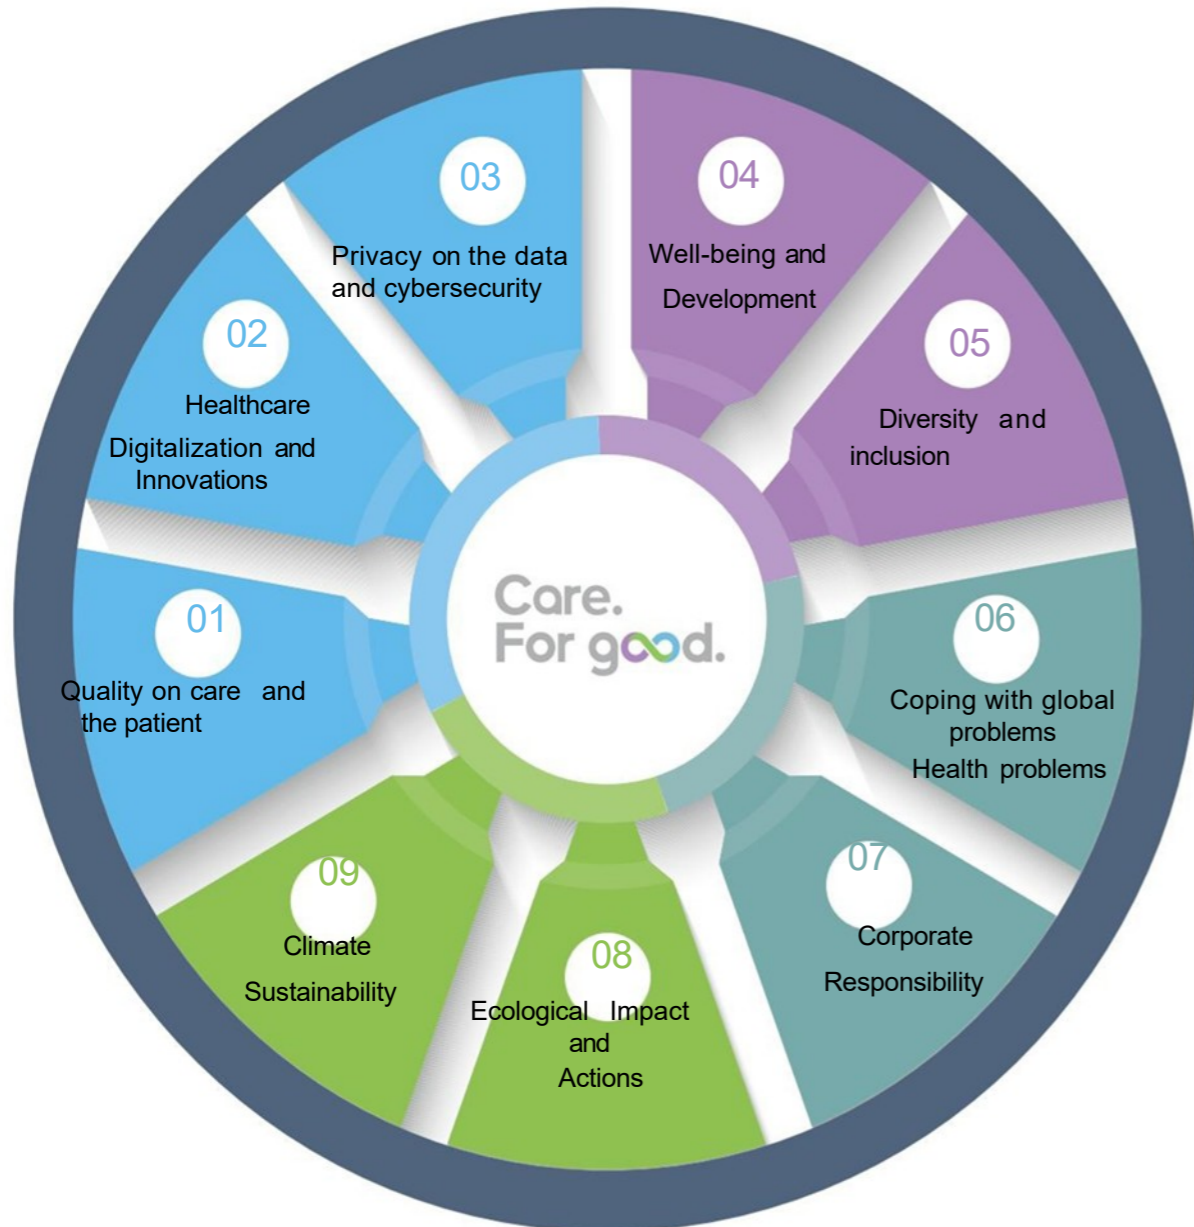 01
Quality on care and
the patient
02
Healthcare
Digitalization and
Innovations
03
Privacy on the data
and cybersecurity
04
Well-being and
Development
05
Diversity and
inclusion
06
Coping with global
problems
Health problems
07
Corporate
Responsibility
08
Ecological Impact
and
Actions
09
Climate
Sustainability
Care.
For good.